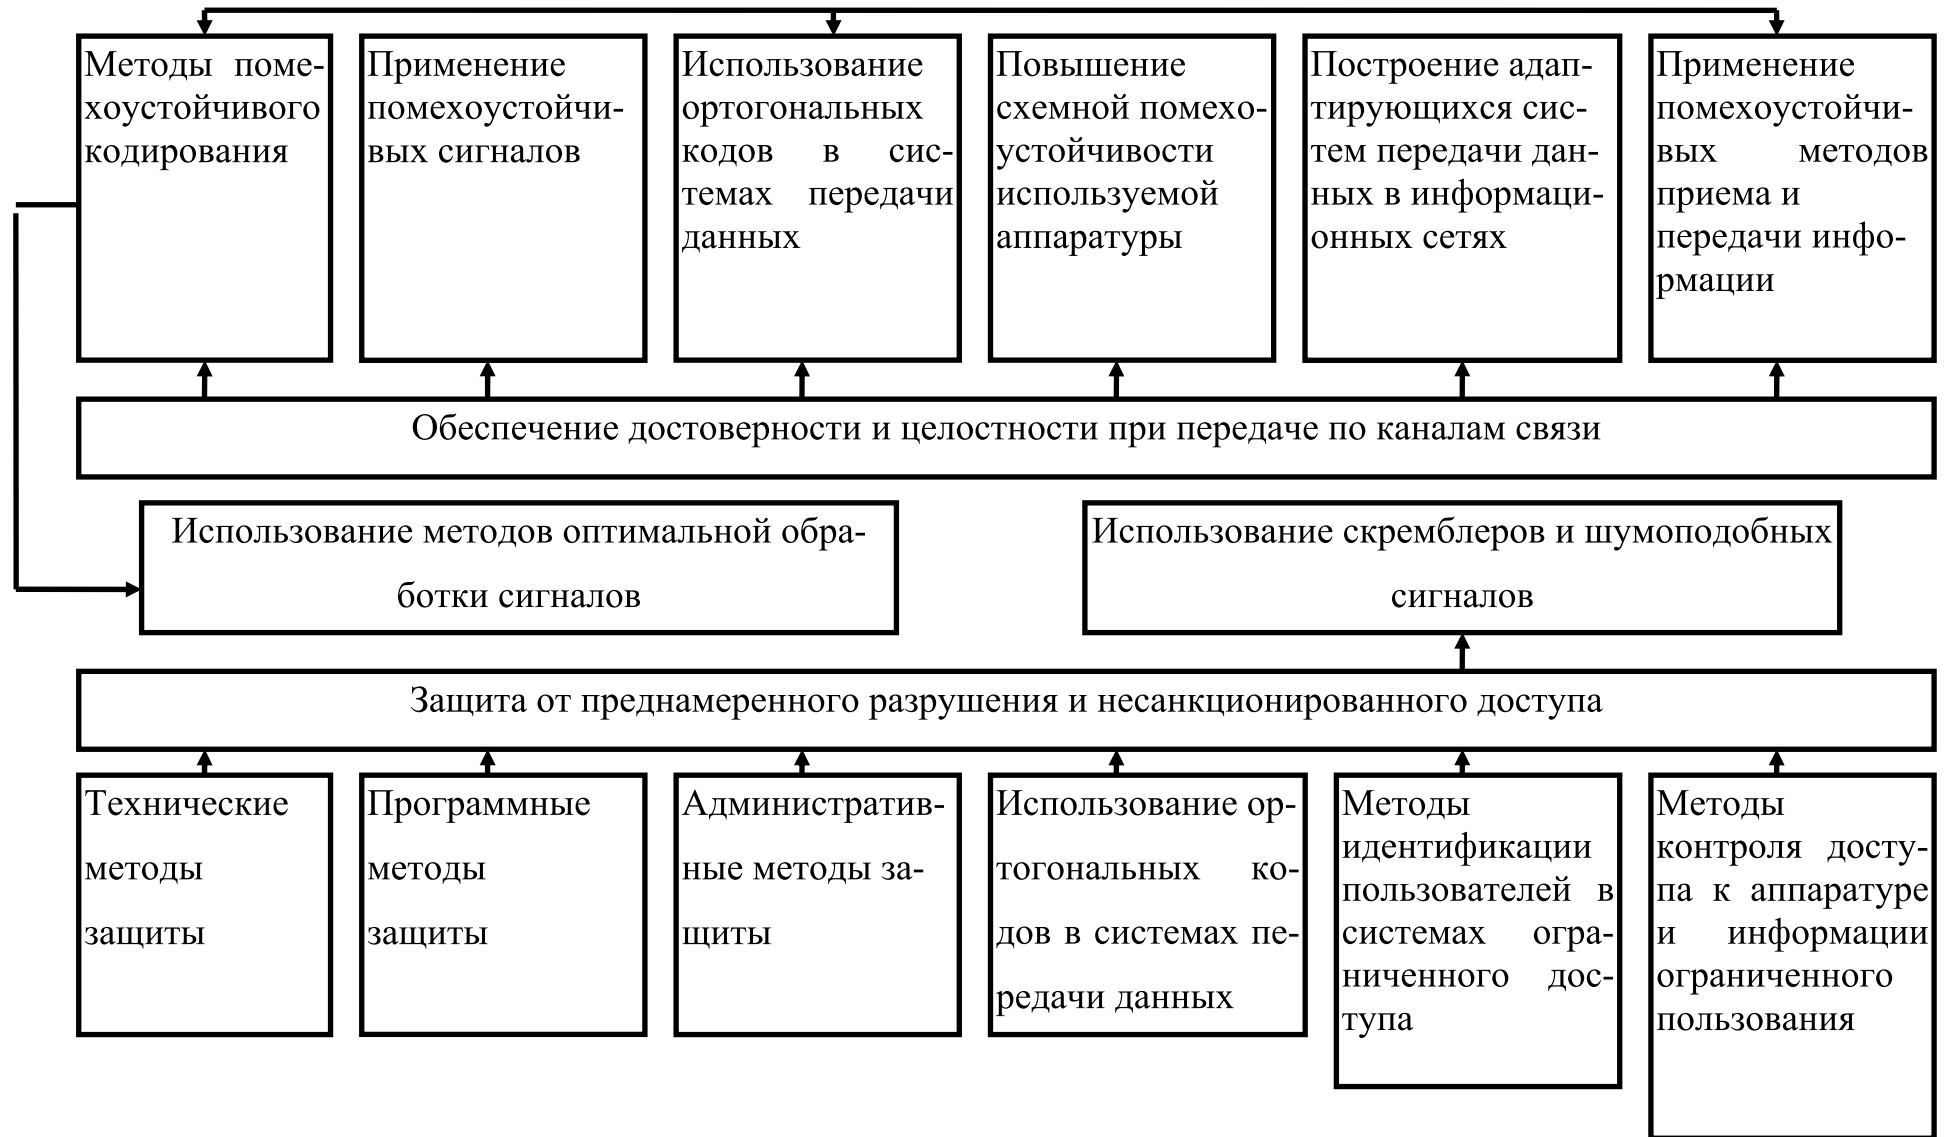 Методы поме-
хоустойчивого
кодирования
Применение
помехоустойчи-
вых сигналов
Использование
ортогональных
кодов в сис-
темах передачи
данных
Повышение
схемной помехо-
устойчивости
используемой
аппаратуры
Построение адап-
тирующихся сис-
тем передачи дан-
ных в информаци-
онных сетях
Применение
помехоустойчи-
вых методов
приема и
передачи инфо-
рмации
Обеспечение достоверности и целостности при передаче по каналам связи
Использование методов оптимальной обра-
ботки сигналов
Использование скремблеров и шумоподобных
сигналов
Защита от преднамеренного разрушения и несанкционированного доступа
Технические
методы
защиты
Программные
методы
защиты
Административ-
ные методы за-
щиты
Использование ор-
тогональных ко-
дов в системах пе-
редачи данных
Методы
идентификации
пользователей в
системах огра-
ниченного дос-
тупа
Методы
контроля досту-
па к аппаратуре
и информации
ограниченного
пользования